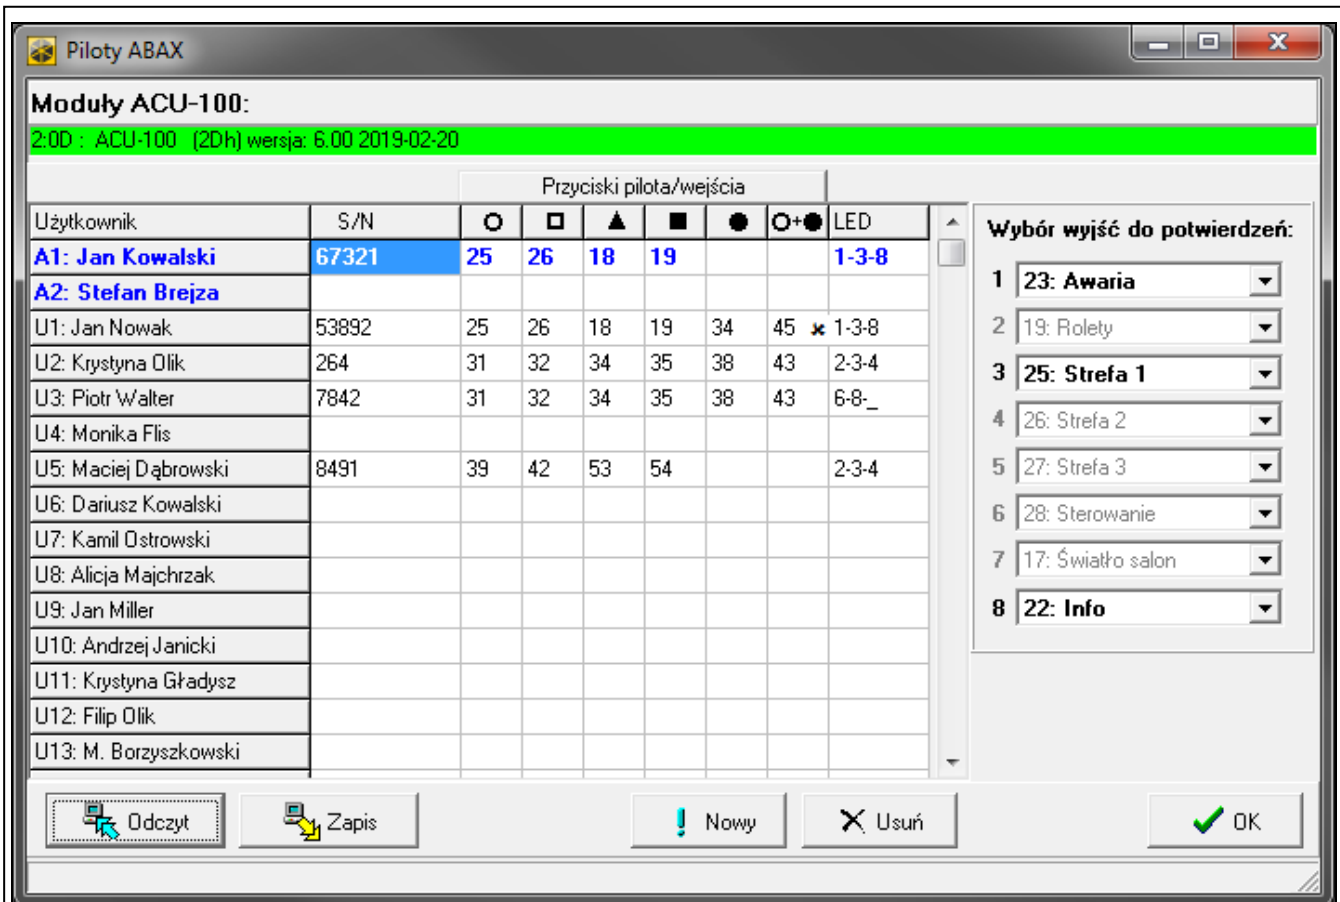 Piloty ABAX
Moduły ACU-100:
2:0D : ACU-100 (2Dh) wersja: 6.00 2019-02-20
Przyciski pilota/wejścia
Użytkownik S/N O+● LED
A1: Jan Kowalski 67321 25 26 18 19 1-3-8
A2: Stefan Brejza
U1: Jan Nowak 53892 25 26 18 19 34 45 x 1-3-8
U2: Krystyna Olik 264 31 32 34 35 38 43 2-3-4
U3: Piotr Walter 7842 31 32 34 35 38 43 6-8-_
U4: Monika Flis
U5: Maciej Dąbrowski 8491 39 42 53 54 2-3-4
U6: Dariusz Kowalski
U7: Kamil Ostrowski
U8: Alicja Majchrzak
U9: Jan Miller
U10: Andrzej Janicki
U11: Krystyna Gładysz
U12: Filip Olik
U13: M. Borzyszkowski
Wybór wyjść do potwierdzeń:
1 23: Awaria
2 19: Rolety
3 25: Strefa 1
4 26: Strefa 2
5 27: Strefa 3
6 28: Sterowanie
7 17: Światło salon
8 22: Info
Odczyt Zapis Nowy Usuń OK